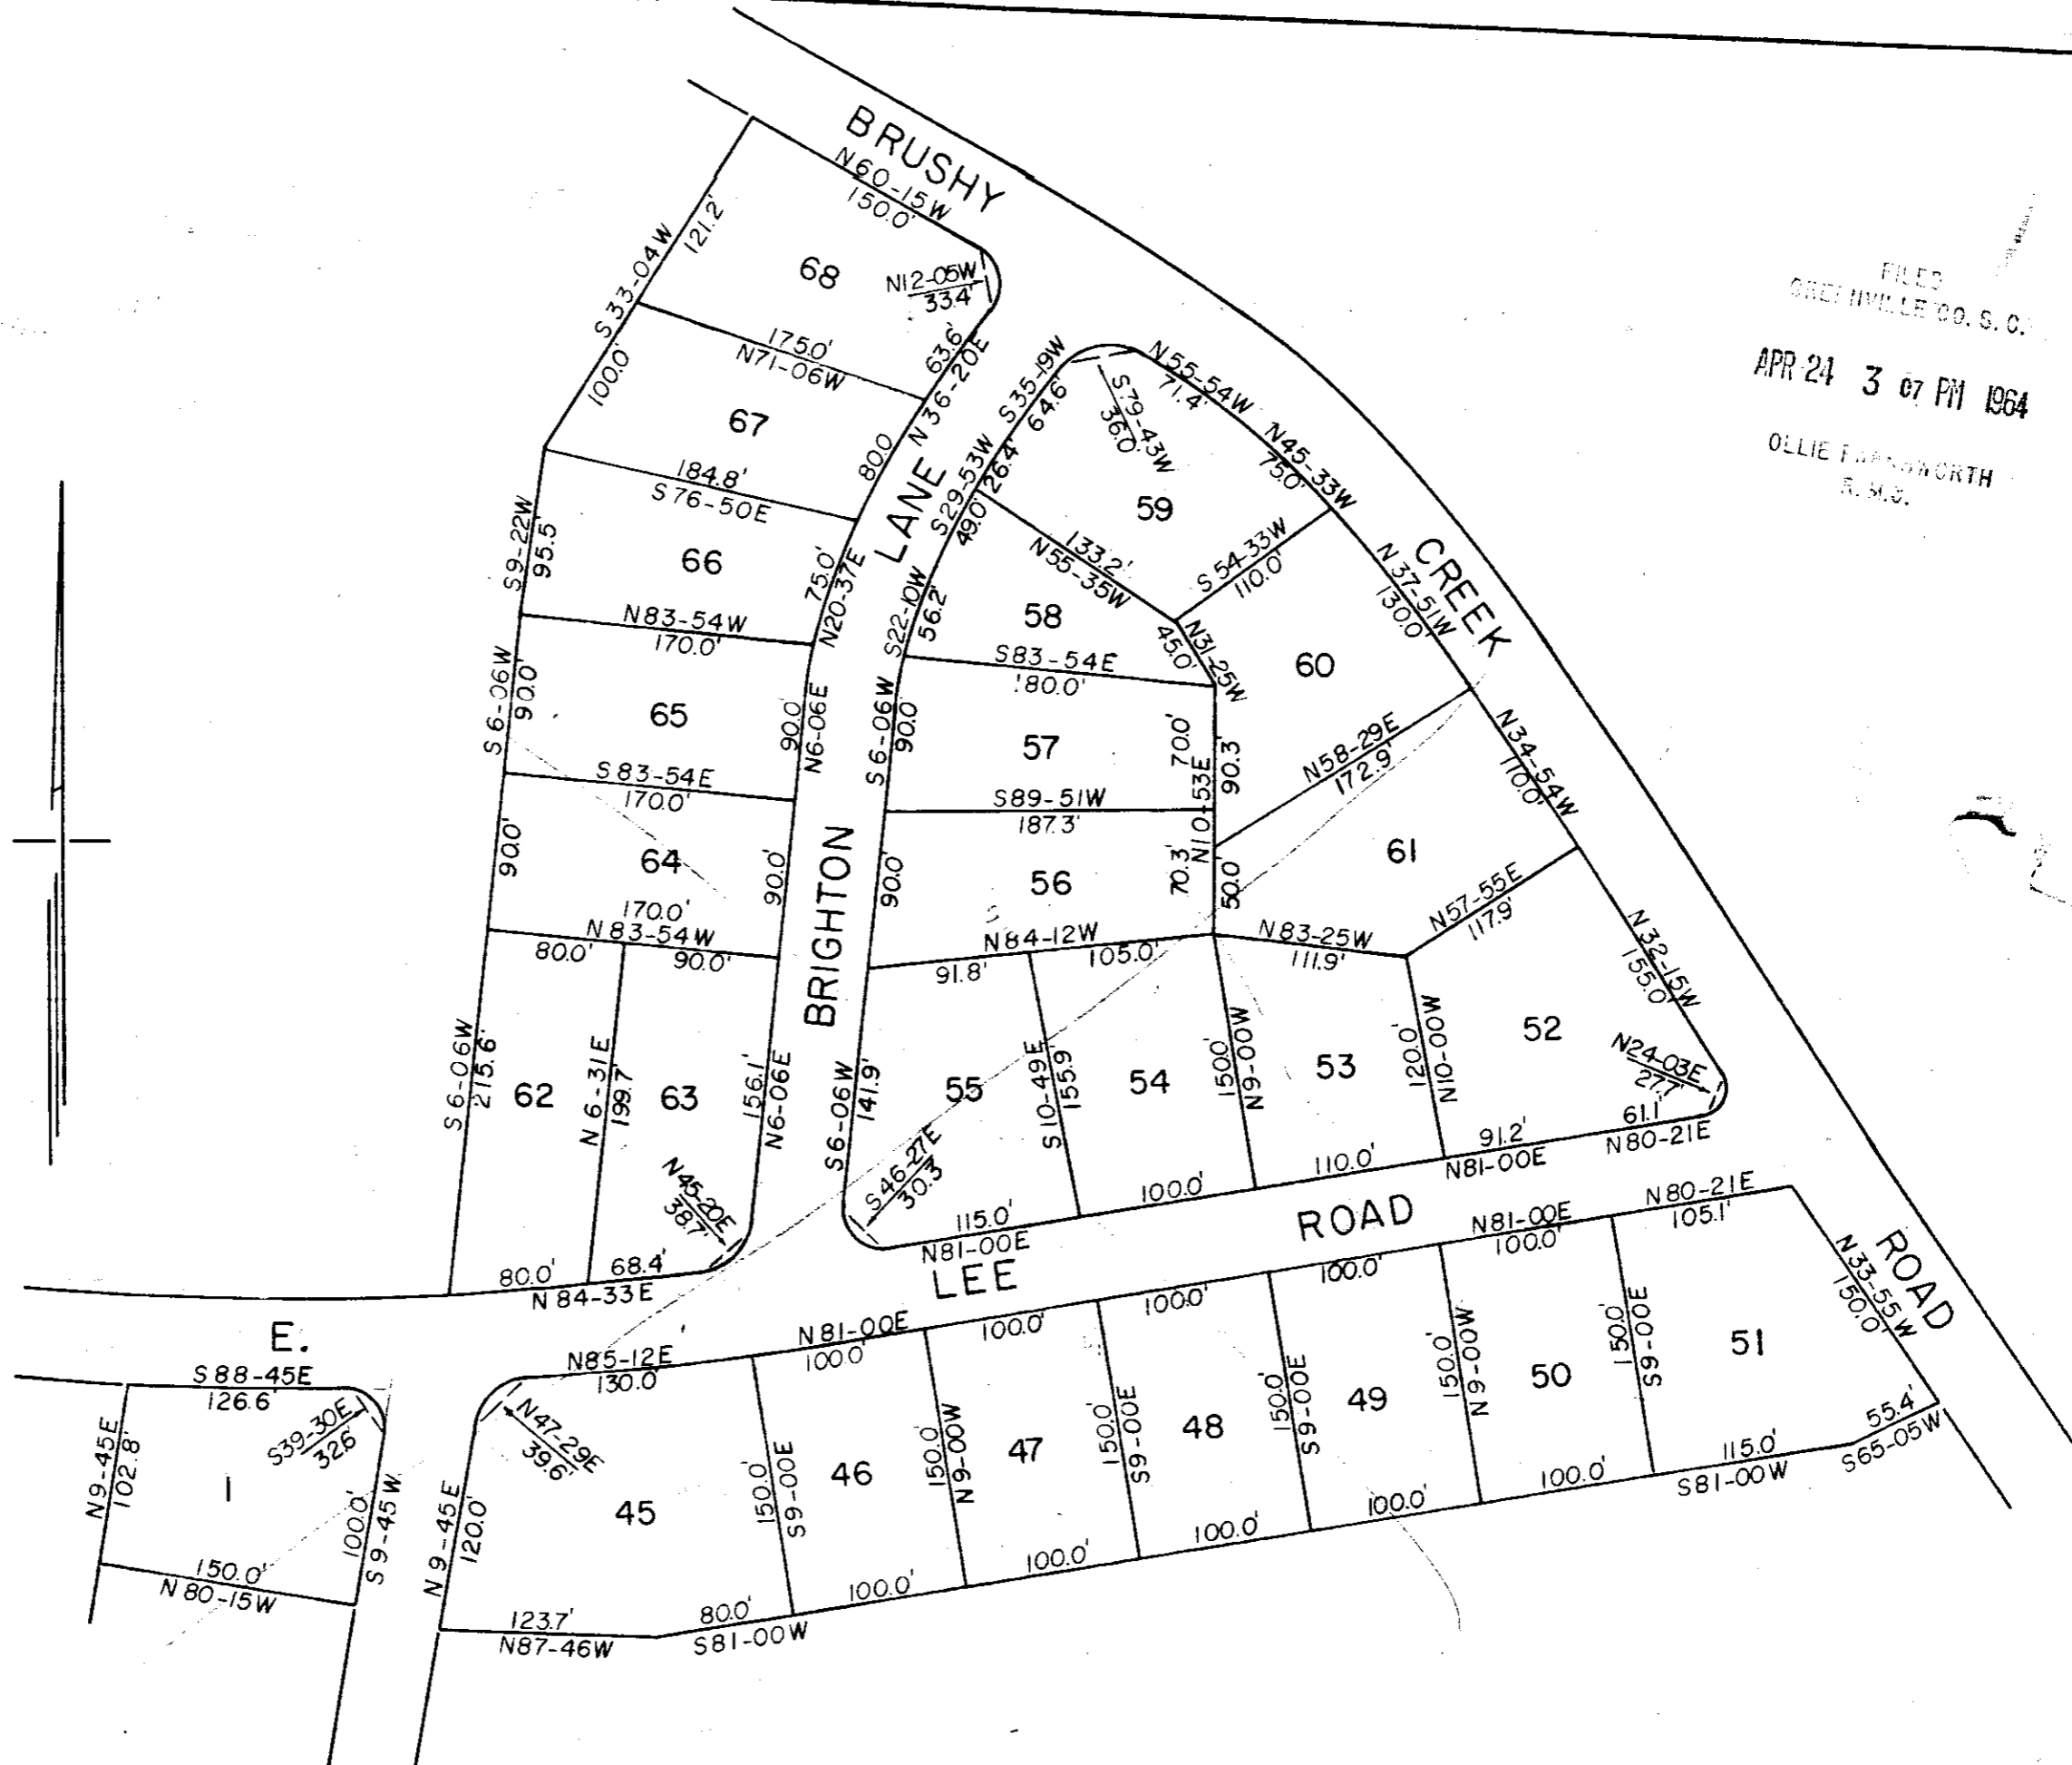 BRUSHY
N60-15W
150.0'
S33-04W
121.2'
68
N12-05W
33.4'
100.0'
175.0'
N71-06W
63.6'
N36-20E
67
80.0
184.8'
S76-50E
LANE
S35-19W
64.6'
S29-53W
26.4'
49.0'
S79-43W
36.0'
N55-54W
71.4'
N45-33W
75.0'
59
FILED
GREENVILLE CO. S. C.
APR 24 3 07 PM 1964
OLLIE FARNSWORTH
R. M. C.
S9-22W
95.5'
66
75.0'
N20-37E
133.2'
N55-35W
S54-33W
110.0'
CREEK
N37-51W
130.0'
N83-54W
170.0'
S22-10W
56.2'
58
S83-54E
180.0'
N31-25W
45.0'
60
S6-06W
90.0'
65
90.0'
N6-06E
S6-06W
90.0'
57
70.0'
90.3'
N10-53E
N58-29E
172.9'
N34-54W
110.0'
S83-54E
170.0'
S89-51W
187.3'
90.0'
64
90.0'
BRIGHTON
90.0'
56
70.3'
50.0'
61
N57-55E
117.9'
170.0'
N83-54W
80.0'
90.0'
N84-12W
91.8'
105.0'
N83-25W
111.9'
N32-15W
155.0'
S6-06W
215.6'
62
N6-31E
199.7'
63
156.1'
N6-06E
S6-06W
141.9'
55
S10-49E
155.9'
54
150.0'
N9-00W
53
120.0'
N10-00W
52
N24-03E
27.7'
N45-20E
38.7'
S46-27E
30.3
115.0'
N81-00E
100.0'
110.0'
91.2'
N81-00E
61.1'
N80-21E
80.0'
68.4'
N84-33E
LEE
ROAD
N81-00E
100.0'
N80-21E
105.1'
ROAD
N33-55W
150.0'
E.
S88-45E
126.6'
N85-12E
130.0'
N81-00E
100.0'
100.0'
100.0'
100.0'
N9-45E
102.8'
1
S39-30E
32.6'
100.0'
S9-45W
150.0'
N80-15W
N47-29E
39.6'
N9-45E
120.0'
45
150.0'
S9-00E
46
150.0'
N9-00W
47
150.0'
S9-00E
48
150.0'
S9-00E
49
150.0'
N9-00W
50
150.0'
S9-00E
51
123.7'
N87-46W
80.0'
S81-00W
100.0'
100.0'
100.0'
100.0'
100.0'
115.0'
S81-00W
55.4'
S65-05W